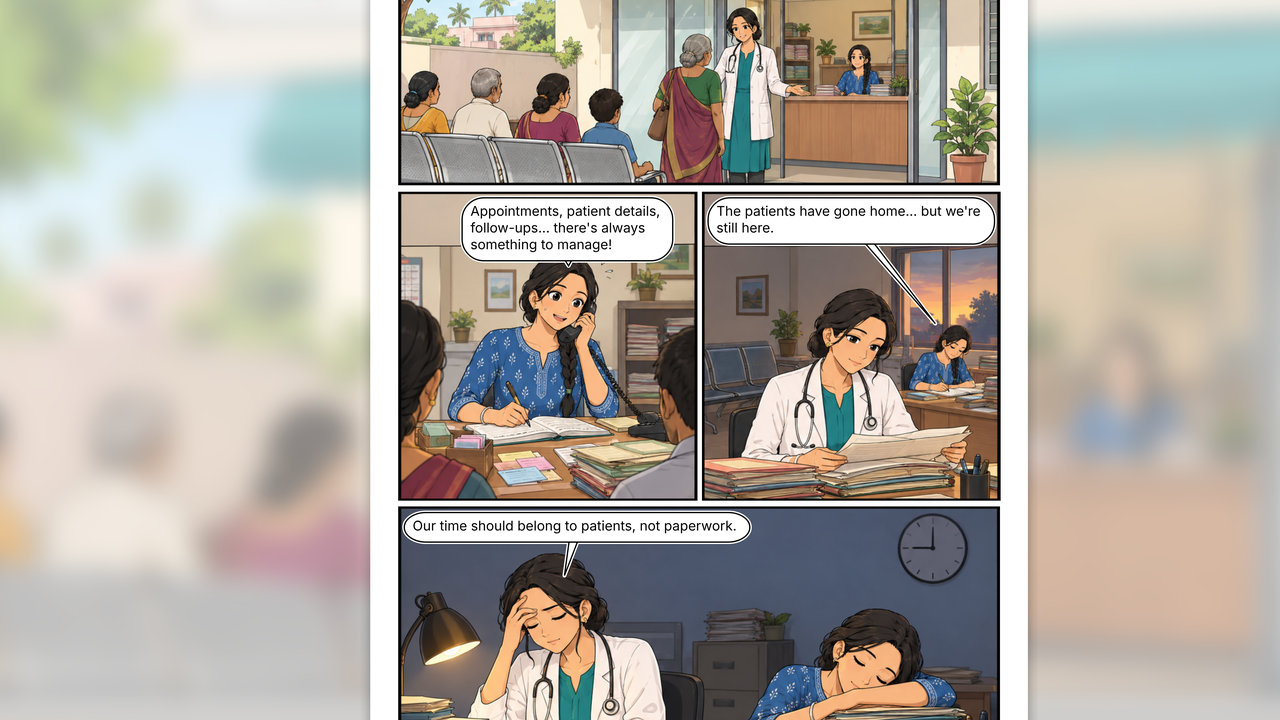 Appointments, patient details,
follow-ups... there's always
something to manage!
The patients have gone home... but we're
still here.
Our time should belong to patients, not paperwork.